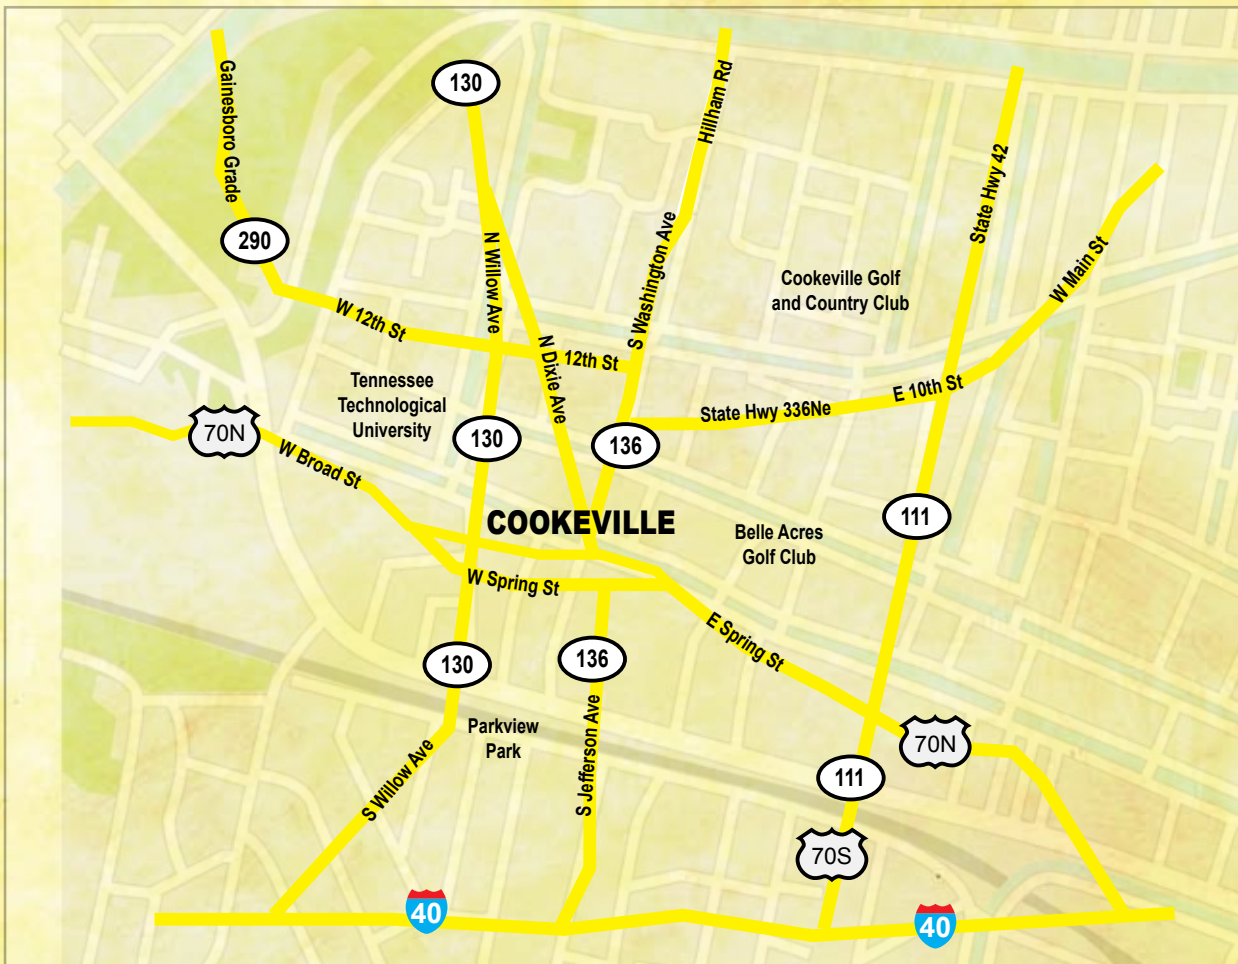 130
Gainesboro Grade
Hillham Rd
State Hwy 42
290
N Willow Ave
S Washington Ave
W Main St
Cookeville Golf
and Country Club
W 12th St
N Dixie Ave
12th St
Tennessee
Technological
University
E 10th St
State Hwy 336Ne
70N
130
136
W Broad St
COOKEVILLE
111
Belle Acres
Golf Club
W Spring St
E Spring St
130
136
Parkview
Park
S Willow Ave
S Jefferson Ave
70N
111
70S
40
40